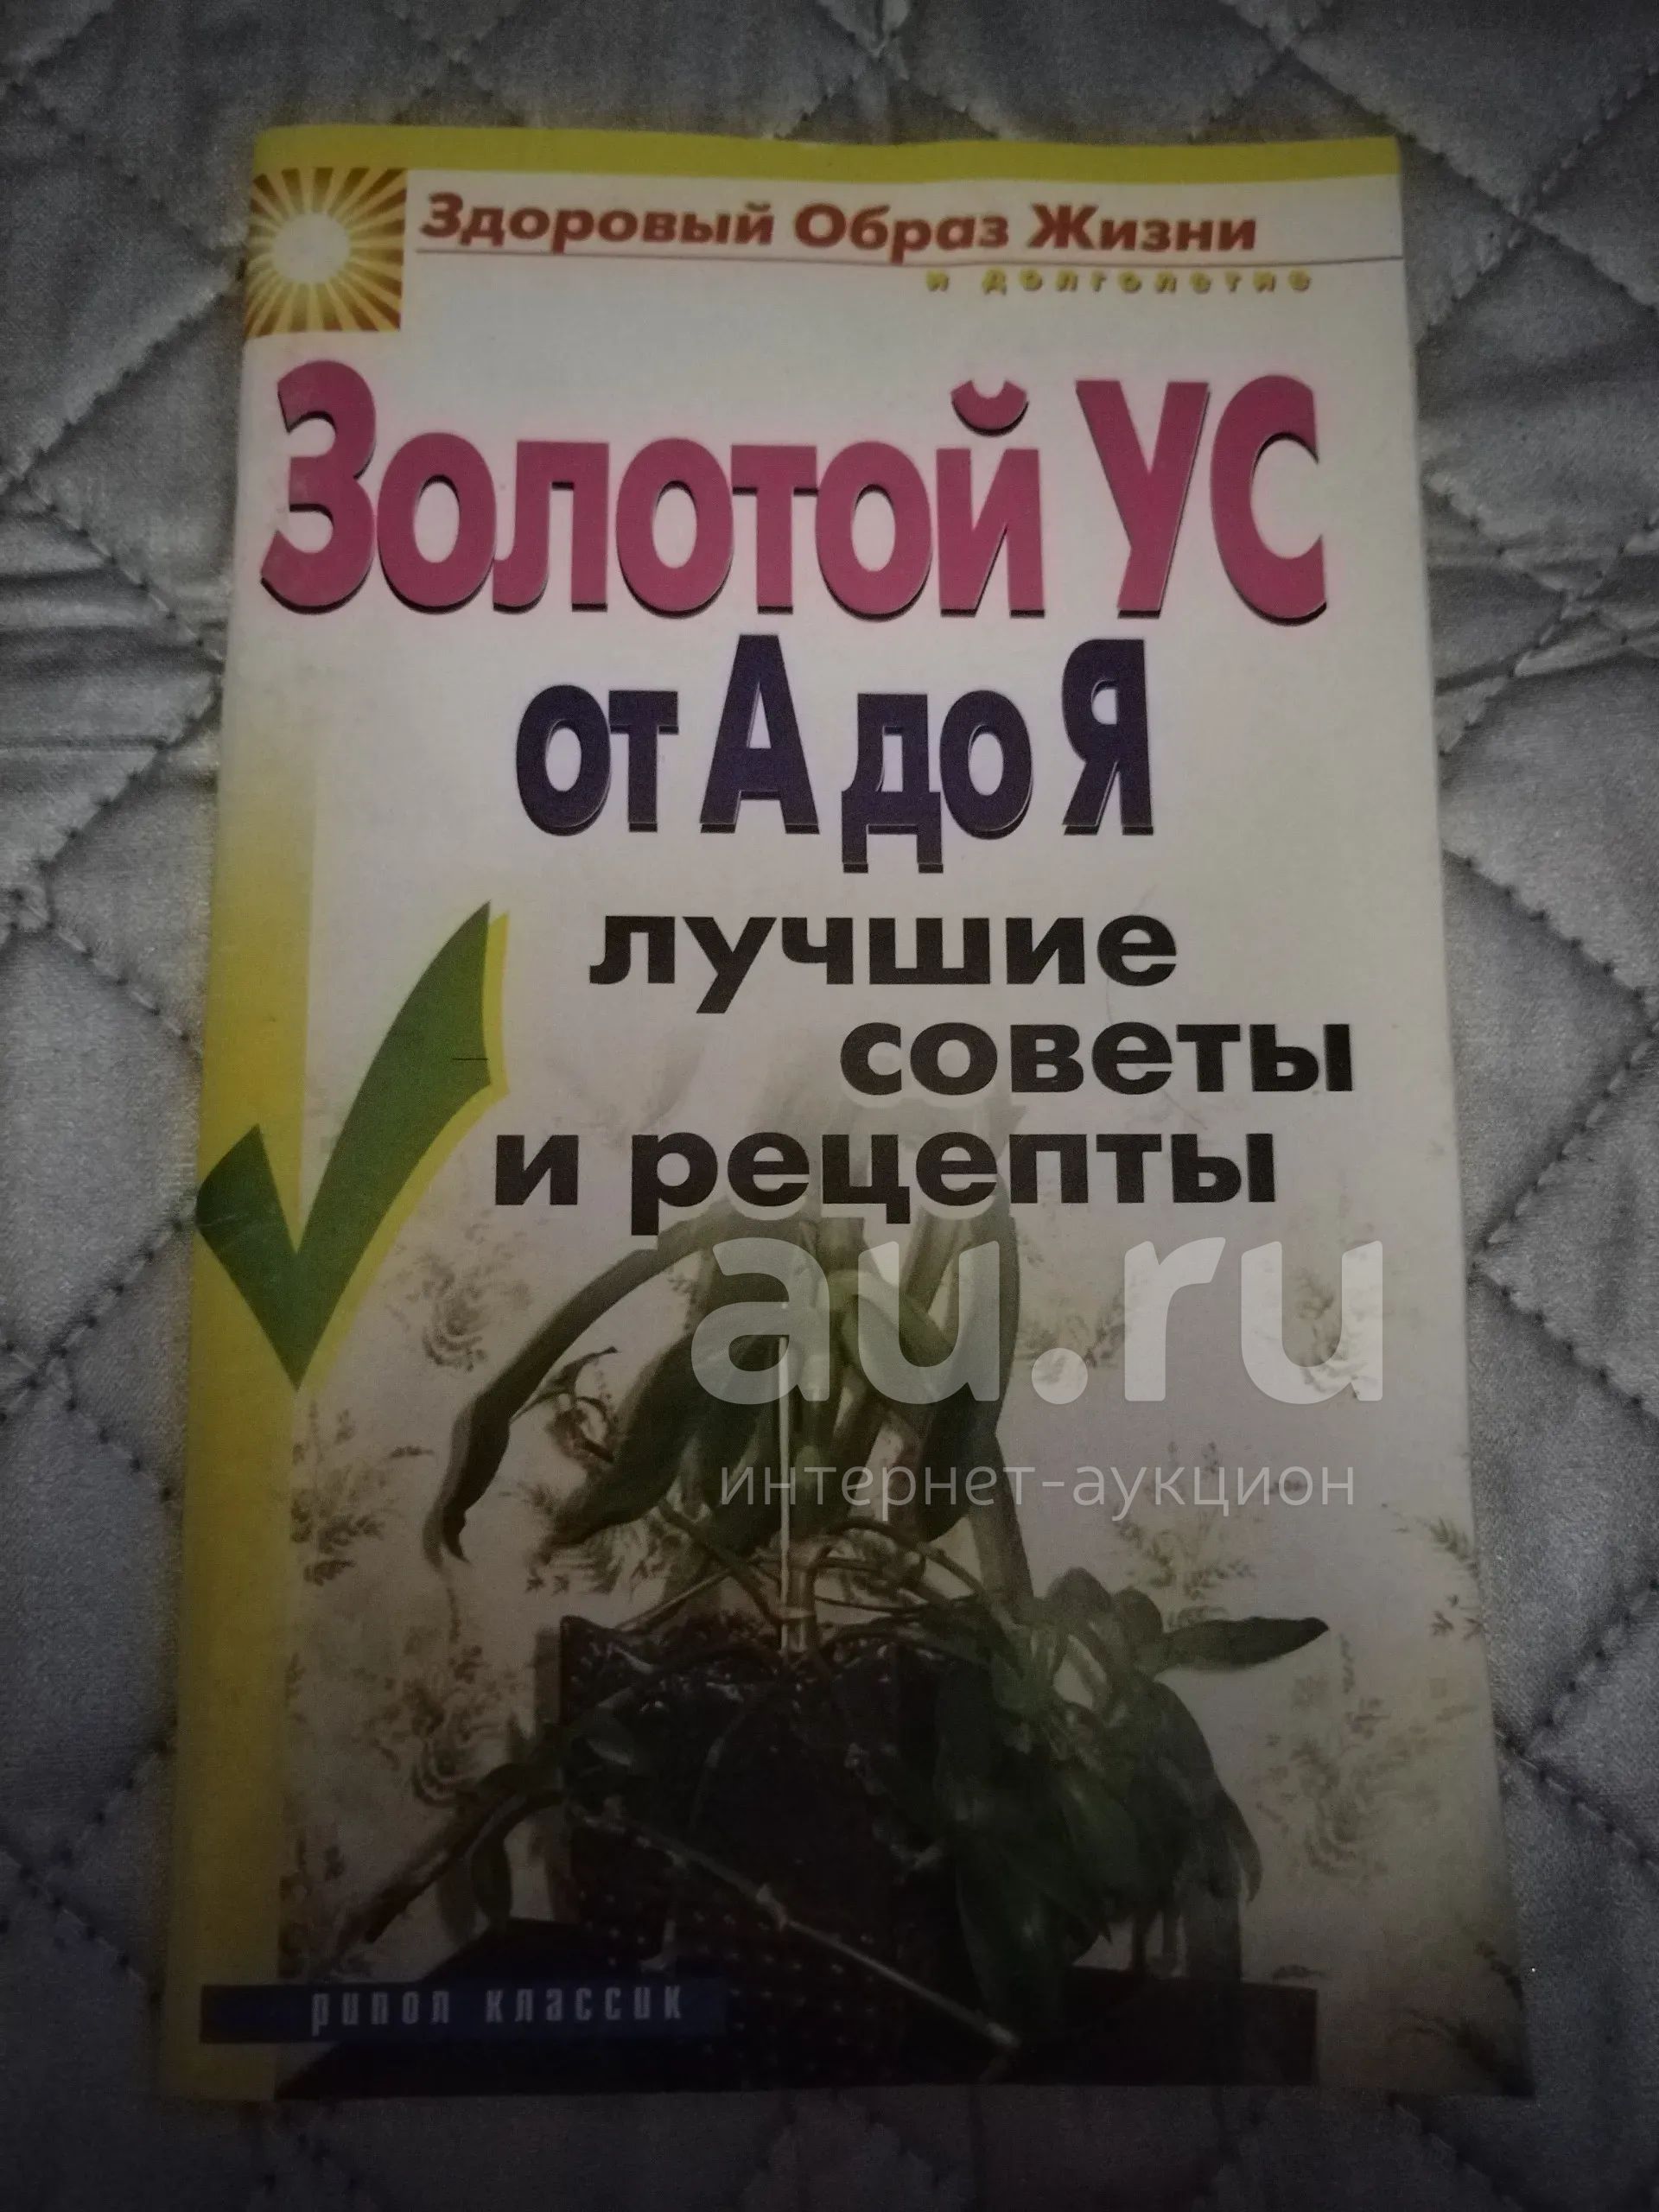 Здоровый Образ Жизни
и долголетие
Золотой ус
от А до Я
лучшие
советы
и рецепты
au.ru
интернет-аукцион
рипол классик